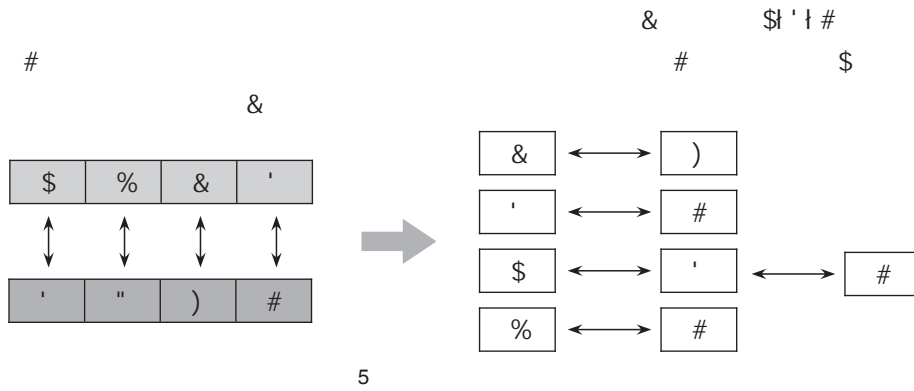 & $ł ' ł #
# # $
&
$ % & '
' " ) #
& )
' #
$ ' #
% #
5